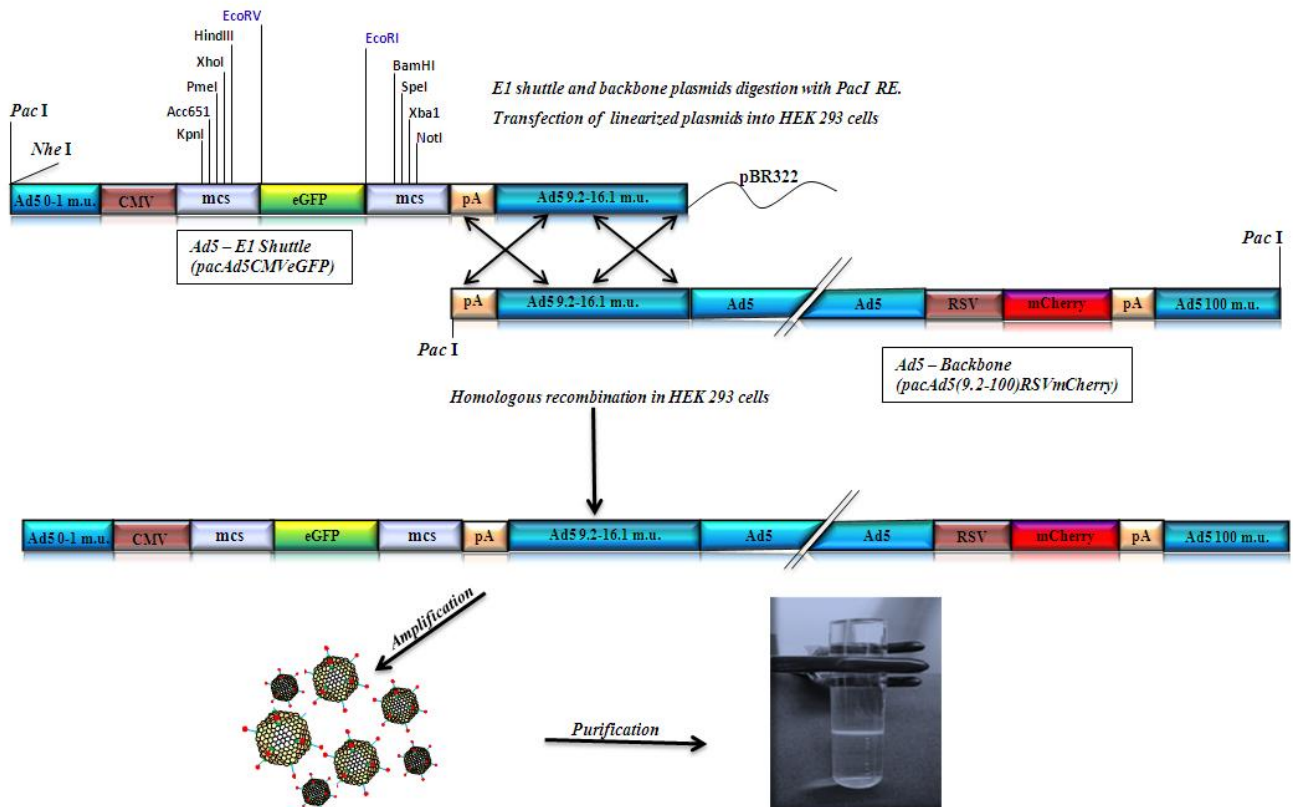 EcoRV
HindIII
XhoI
PmeI
Acc651
KpnI
EcoRI
BamHI
SpeI
Xba1
NotI
Pac I
Nhe I
E1 shuttle and backbone plasmids digestion with PacI RE.
Transfection of linearized plasmids into HEK 293 cells
Ad5 0-1 m.u. CMV mcs eGFP mcs pA Ad5 9.2-16.1 m.u.
pBR322
Ad5 – E1 Shuttle
(pacAd5CMVeGFP)
Pac I
pA Ad5 9.2-16.1 m.u. Ad5 Ad5 RSV mCherry pA Ad5 100 m.u.
Pac I
Ad5 – Backbone
(pacAd5(9.2-100)RSVmCherry)
Homologous recombination in HEK 293 cells
Ad5 0-1 m.u. CMV mcs eGFP mcs pA Ad5 9.2-16.1 m.u. Ad5 Ad5 RSV mCherry pA Ad5 100 m.u.
Amplification
Purification